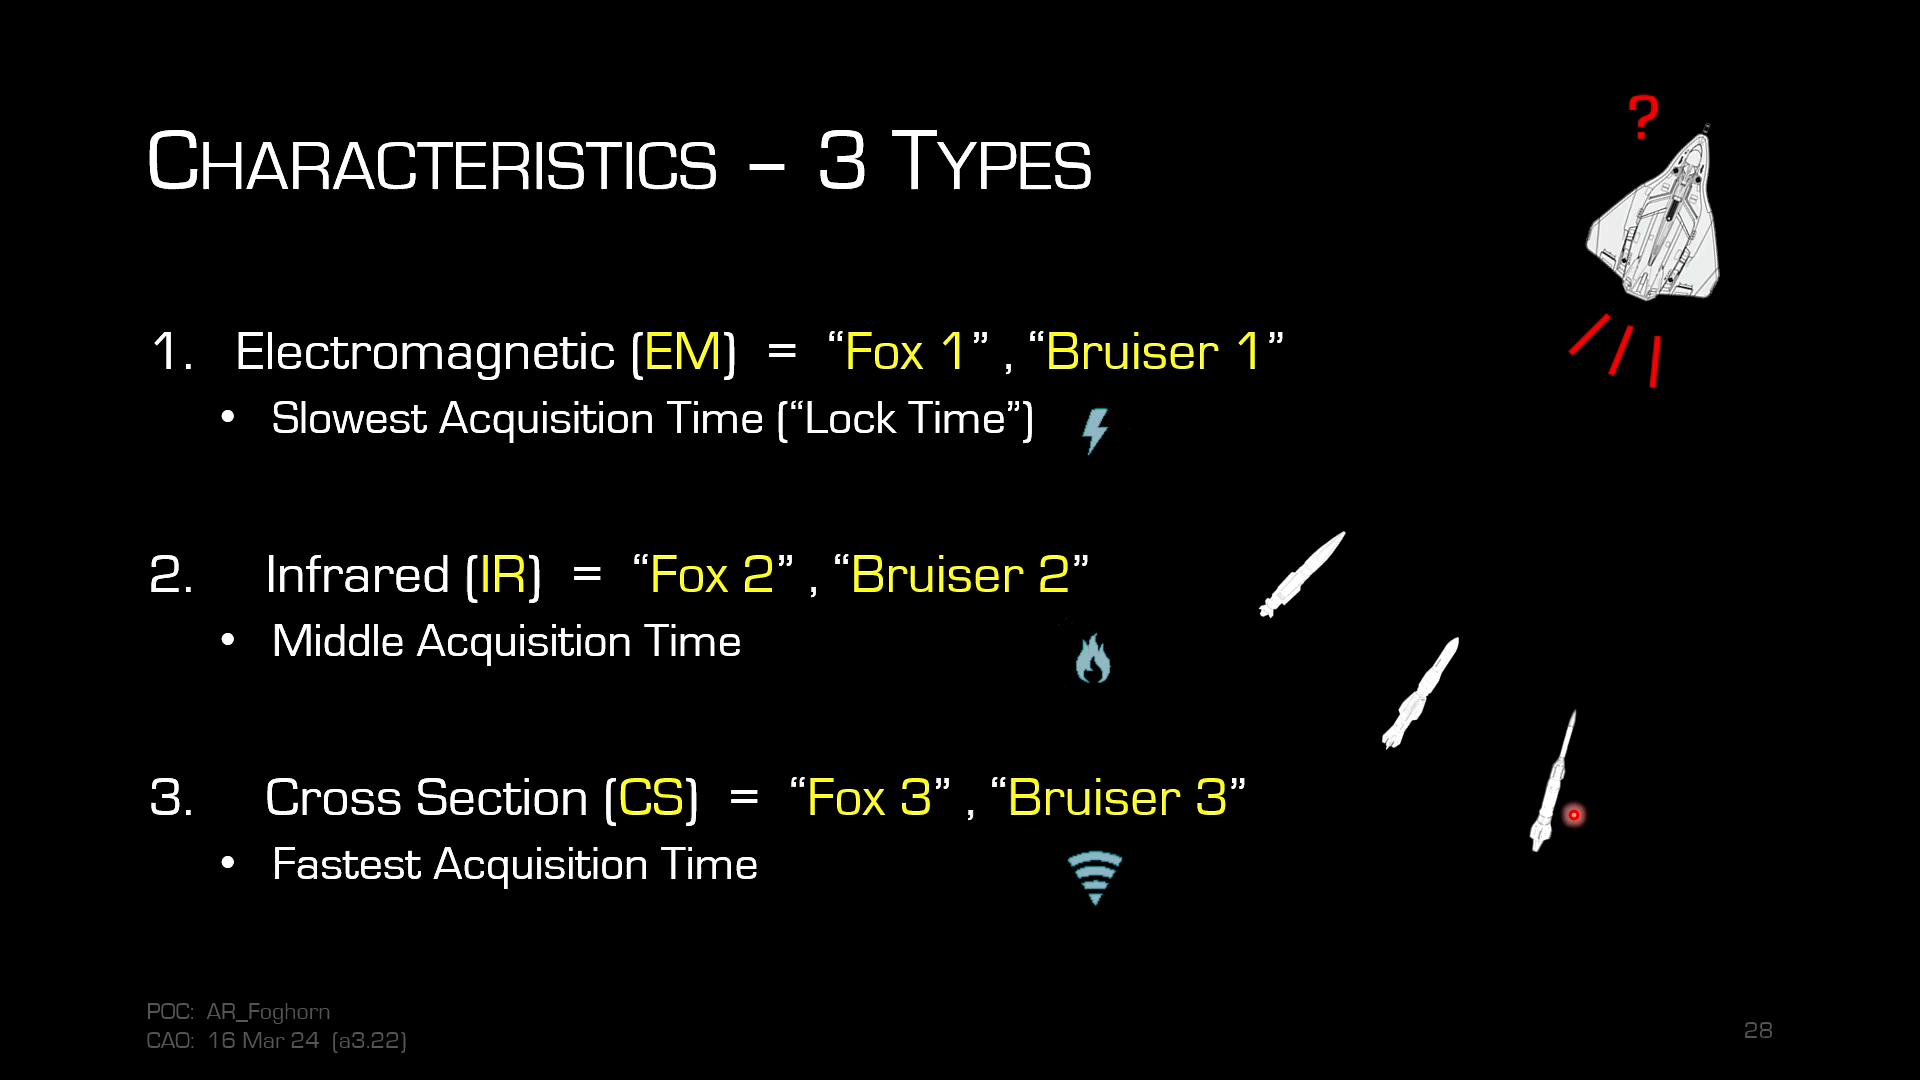 CHARACTERISTICS – 3 TYPES
?
1. Electromagnetic (EM) = “Fox 1” , “Bruiser 1”
• Slowest Acquisition Time (“Lock Time”)
2. Infrared (IR) = “Fox 2” , “Bruiser 2”
• Middle Acquisition Time
3. Cross Section (CS) = “Fox 3” , “Bruiser 3”
• Fastest Acquisition Time
POC: AR_Foghorn
CAO: 16 Mar 24 (a3.22)
28